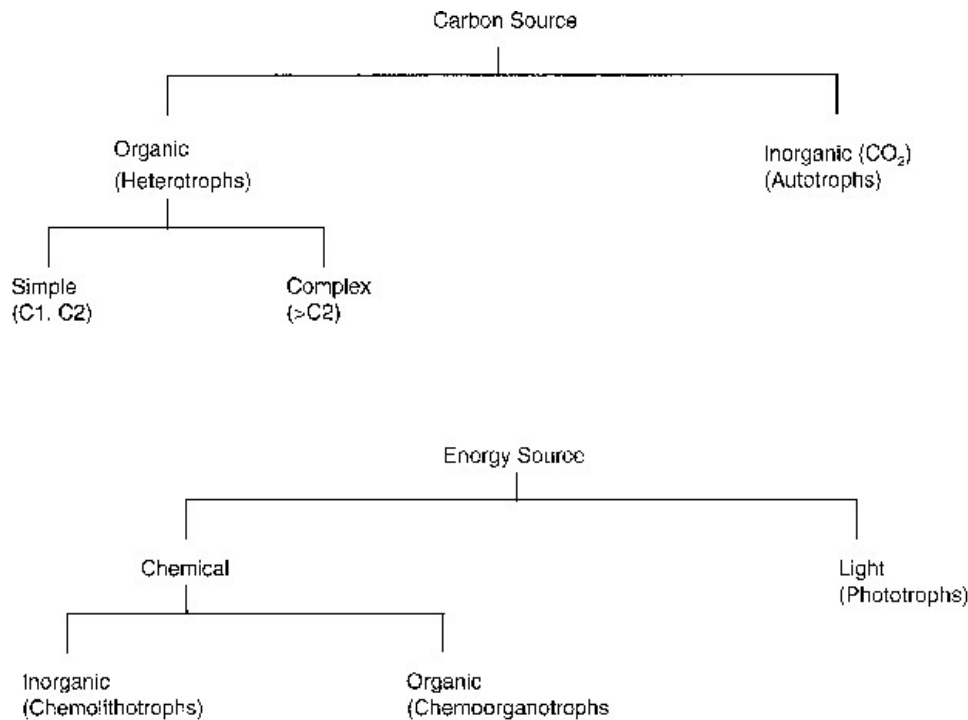 Carbon Source
Organic
(Heterotrophs)
Inorganic (CO₂)
(Autotrophs)
Simple
(C1. C2)
Complex
(>C2)
Energy Source
Chemical
Light
(Phototrophs)
Inorganic
(Chemolithotrophs)
Organic
(Chemoorganotrophs